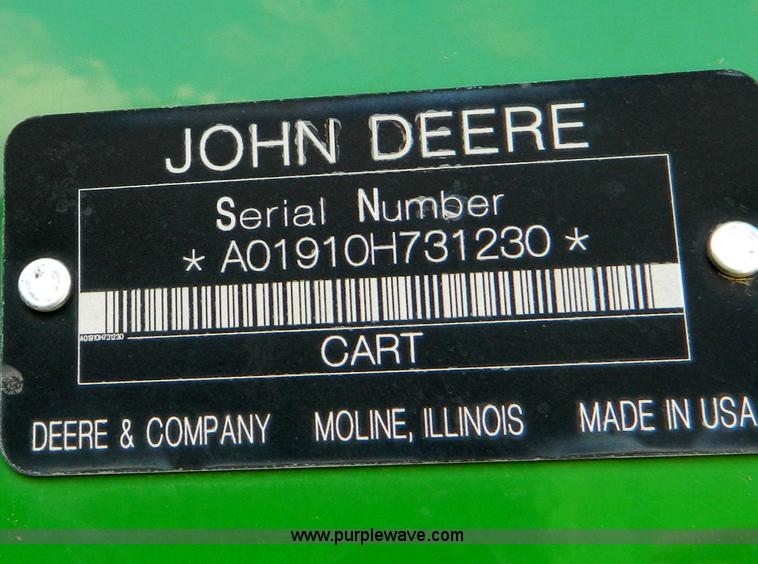 JOHN DEERE
Serial Number
* A01910H731230 *
A01910H731230
CART
DEERE & COMPANY MOLINE, ILLINOIS MADE IN USA
www.purplewave.com